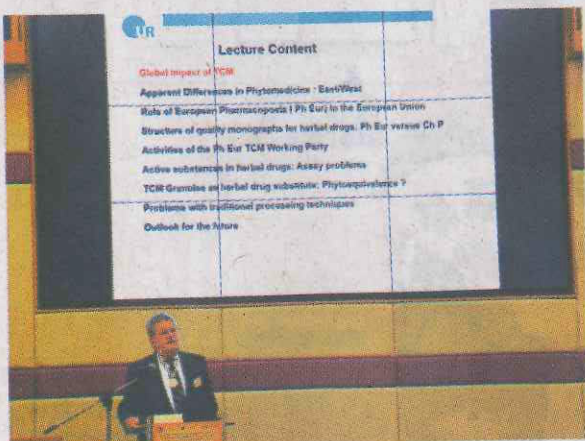 UR
Lecture Content
Global Impact of TCM
Apparent Differences in Phytomedicine : East/West
Role of European Pharmacopoeia ( Ph Eur) in the European Union
Structure of quality monographs for herbal drugs: Ph Eur versus Ch P
Activities of the Ph Eur TCM Working Party
Active substances in herbal drugs: Assay problems
TCM Granules as herbal drug substitute: Phytoequivalence ?
Problems with traditional processing techniques
Outlook for the future